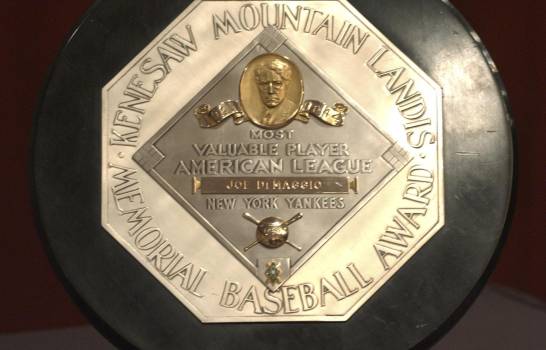 · KENESAW MOUNTAIN LANDIS ·
MEMORIAL BASEBALL AWARD
MOST
VALUABLE PLAYER
AMERICAN LEAGUE
JOE DIMAGGIO
NEW YORK YANKEES